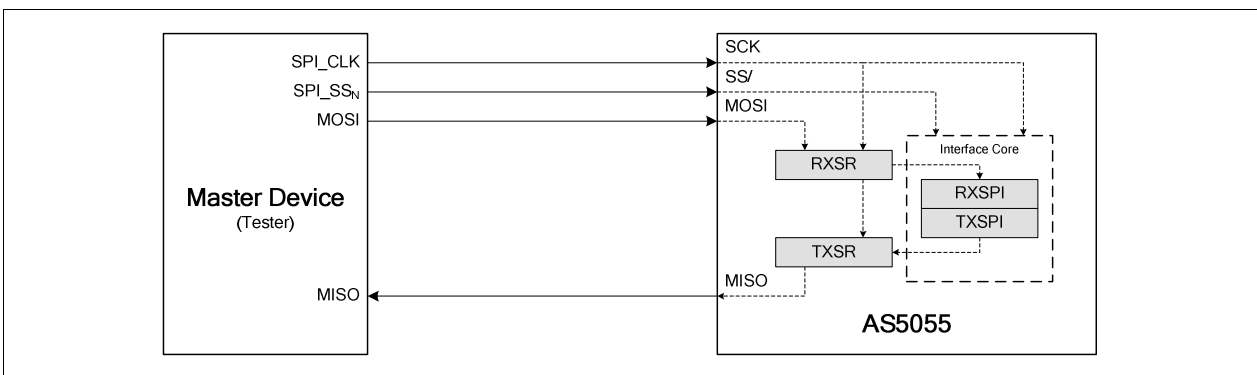 SPI_CLK
SPI_SSN
MOSI
Master Device
(Tester)
MISO
SCK
SS/
MOSI
RXSR
Interface Core
RXSPI
TXSPI
TXSR
MISO
AS5055